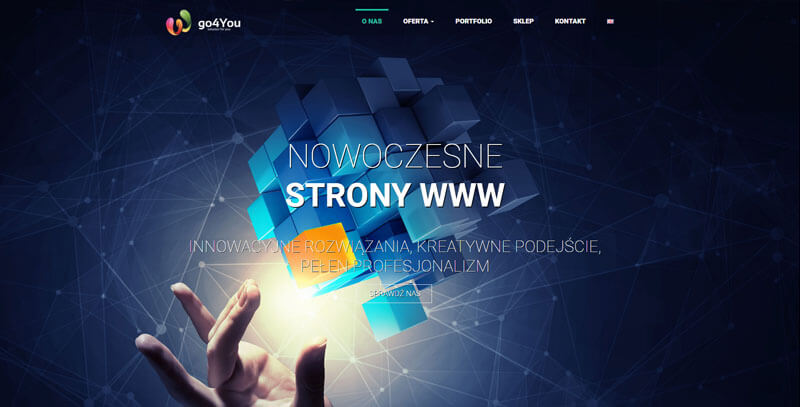 go4You
solution for you
O NAS
OFERTA
PORTFOLIO
SKLEP
KONTAKT
NOWOCZESNE
STRONY WWW
INNOWACYJNE ROZWIĄZANIA, KREATYWNE PODEJŚCIE,
PEŁEN PROFESJONALIZM
SPRAWDŹ NAS